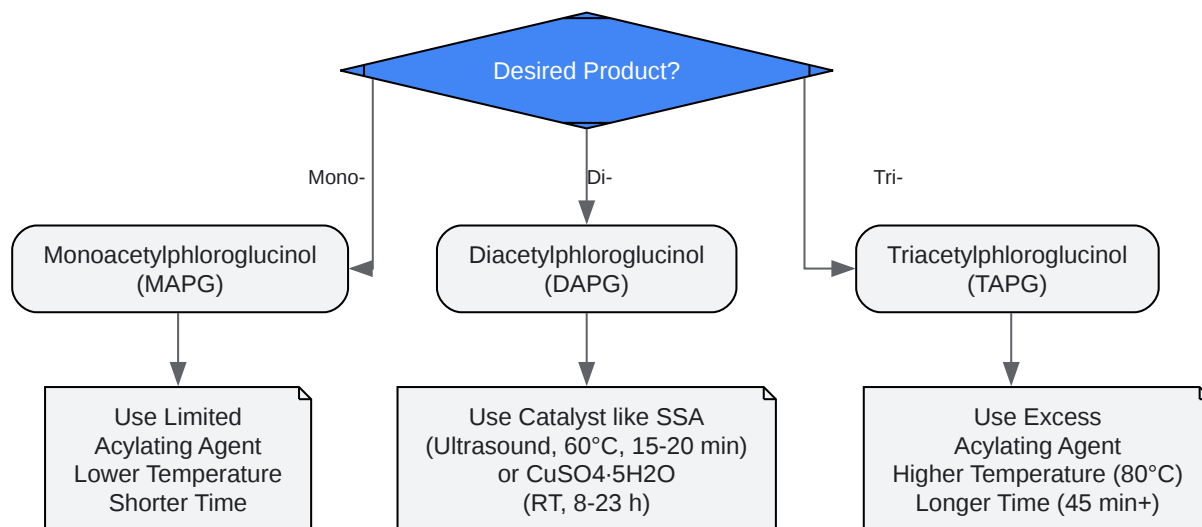 Desired Product?
Mono-
Di-
Tri-
Monoacetylphloroglucinol
(MAPG)
Diacetylphloroglucinol
(DAPG)
Triacetylphloroglucinol
(TAPG)
Use Limited
Acylating Agent
Lower Temperature
Shorter Time
Use Catalyst like SSA
(Ultrasound, 60°C, 15-20 min)
or CuSO4·5H2O
(RT, 8-23 h)
Use Excess
Acylating Agent
Higher Temperature (80°C)
Longer Time (45 min+)